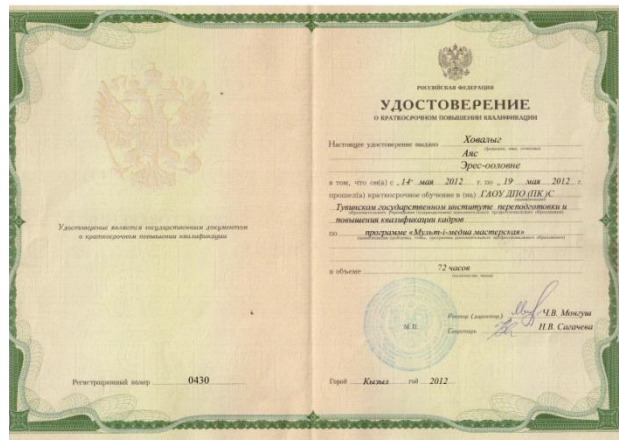 Удостоверение является государственным документом
о краткосрочном повышении квалификации
Регистрационный номер 0430
РОССИЙСКАЯ ФЕДЕРАЦИЯ
УДОСТОВЕРЕНИЕ
О КРАТКОСРОЧНОМ ПОВЫШЕНИИ КВАЛИФИКАЦИИ
Настоящее удостоверение выдано Ховалыг
(фамилия, имя, отчество)
Аяс
Эрес-ооловне
в том, что он(а) с „14“ мая 2012 г. по „19“ мая 2012 г.
прошел(а) краткосрочное обучение в (на) ГАОУ ДПО (ПК)С
Тувинском государственном институте переподготовки и
повышения квалификации кадров
по программе «Мульт-i-медиа мастерская»
в объеме 72 часов
М.П.
Ректор (директор) Ч.В. Монгуш
Секретарь Н.В. Сагачева
Город Кызыл год 2012